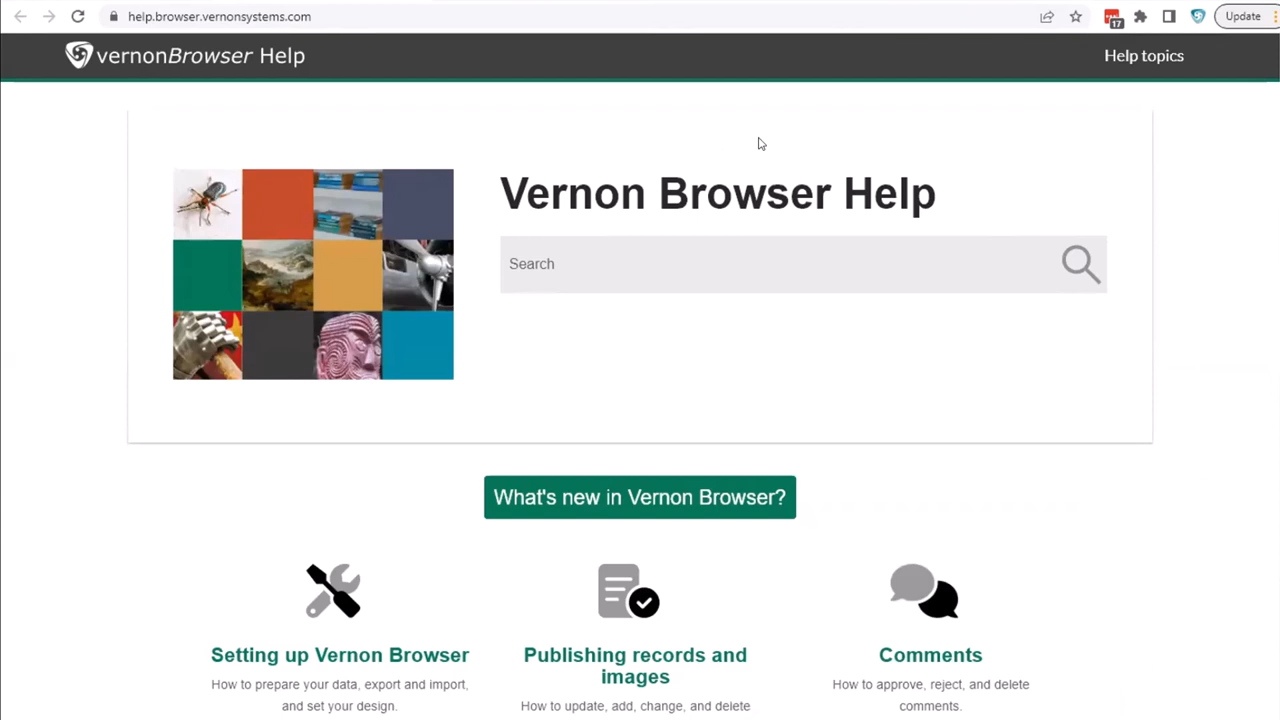 help.browser.vernonsystems.com
17
Update
vernonBrowser Help
Help topics
Vernon Browser Help
Search
What's new in Vernon Browser?
Setting up Vernon Browser
How to prepare your data, export and import,
and set your design.
Publishing records and
images
How to update, add, change, and delete
Comments
How to approve, reject, and delete
comments.